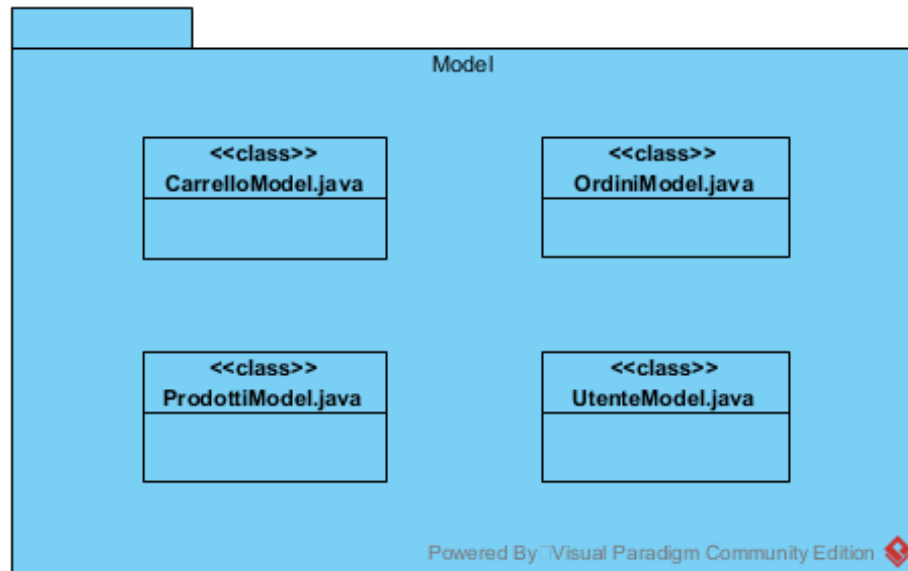 Model
<<class>>
CarrelloModel.java
<<class>>
OrdiniModel.java
<<class>>
ProdottiModel.java
<<class>>
UtenteModel.java
Powered By Visual Paradigm Community Edition